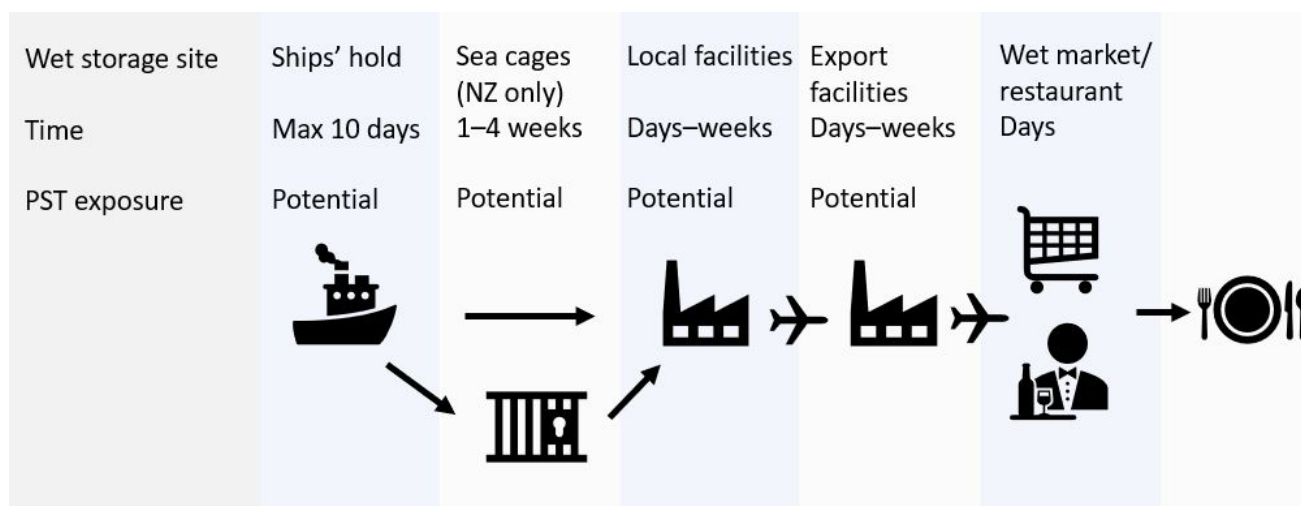 Wet storage site
Ships’ hold
Sea cages
(NZ only)
Local facilities
Export
facilities
Wet market/
restaurant
Time
Max 10 days
1–4 weeks
Days–weeks
Days–weeks
Days
PST exposure
Potential
Potential
Potential
Potential